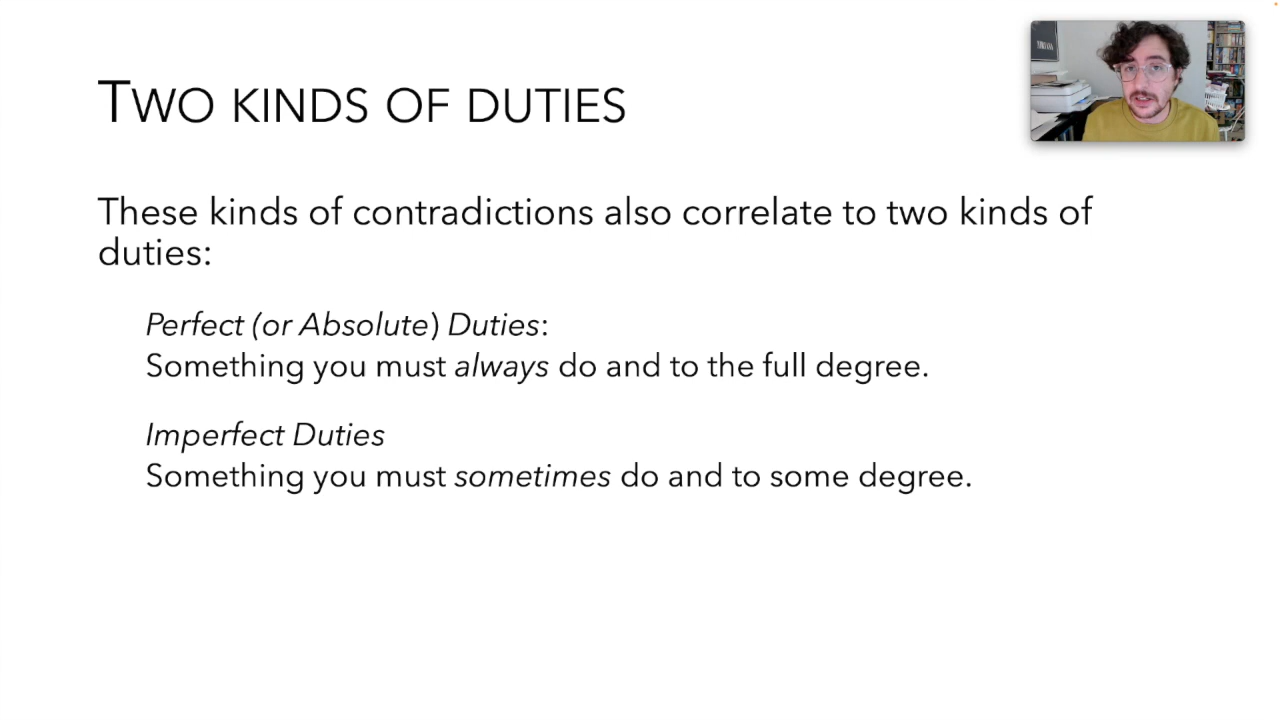 TWO KINDS OF DUTIES
These kinds of contradictions also correlate to two kinds of
duties:
Perfect (or Absolute) Duties:
Something you must always do and to the full degree.
Imperfect Duties
Something you must sometimes do and to some degree.
NIRVANA